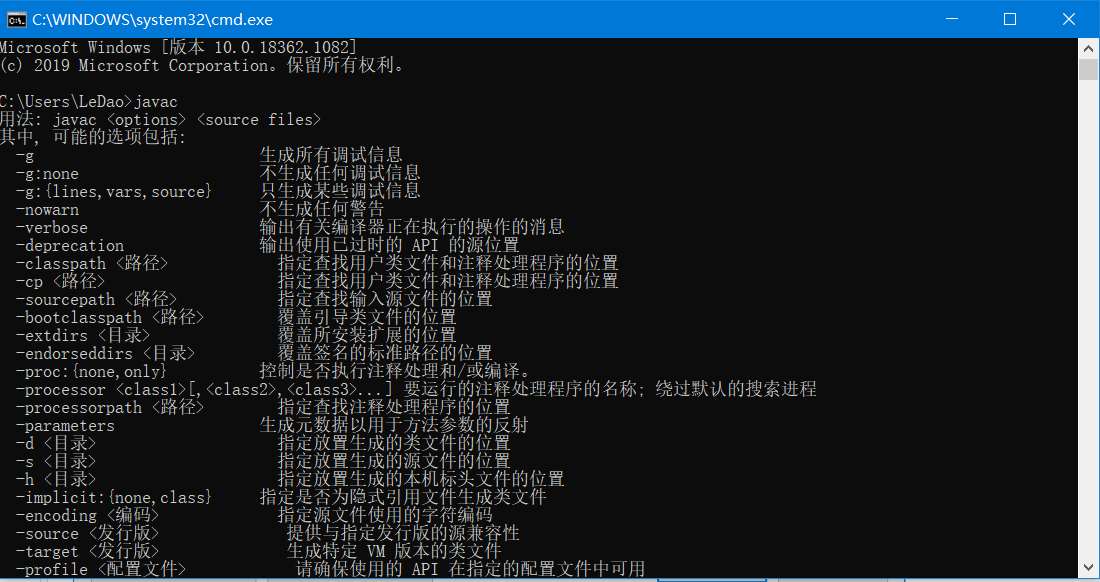 C:\WINDOWS\system32\cmd.exe
Microsoft Windows [版本 10.0.18362.1082]
(c) 2019 Microsoft Corporation。保留所有权利。
C:\Users\LeDao>javac
用法: javac <options> <source files>
其中, 可能的选项包括:
-g 生成所有调试信息
-g:none 不生成任何调试信息
-g:{lines,vars,source} 只生成某些调试信息
-nowarn 不生成任何警告
-verbose 输出有关编译器正在执行的操作的消息
-deprecation 输出使用已过时的 API 的源位置
-classpath <路径> 指定查找用户类文件和注释处理程序的位置
-cp <路径> 指定查找用户类文件和注释处理程序的位置
-sourcepath <路径> 指定查找输入源文件的位置
-bootclasspath <路径> 覆盖引导类文件的位置
-extdirs <目录> 覆盖所安装扩展的位置
-endorseddirs <目录> 覆盖签名的标准路径的位置
-proc:{none,only} 控制是否执行注释处理和/或编译。
-processor <class1>[,<class2>,<class3>...] 要运行的注释处理程序的名称; 绕过默认的搜索进程
-processorpath <路径> 指定查找注释处理程序的位置
-parameters 生成元数据以用于方法参数的反射
-d <目录> 指定放置生成的类文件的位置
-s <目录> 指定放置生成的源文件的位置
-h <目录> 指定放置生成的本机标头文件的位置
-implicit:{none,class} 指定是否为隐式引用文件生成类文件
-encoding <编码> 指定源文件使用的字符编码
-source <发行版> 提供与指定发行版的源兼容性
-target <发行版> 生成特定 VM 版本的类文件
-profile <配置文件> 请确保使用的 API 在指定的配置文件中可用